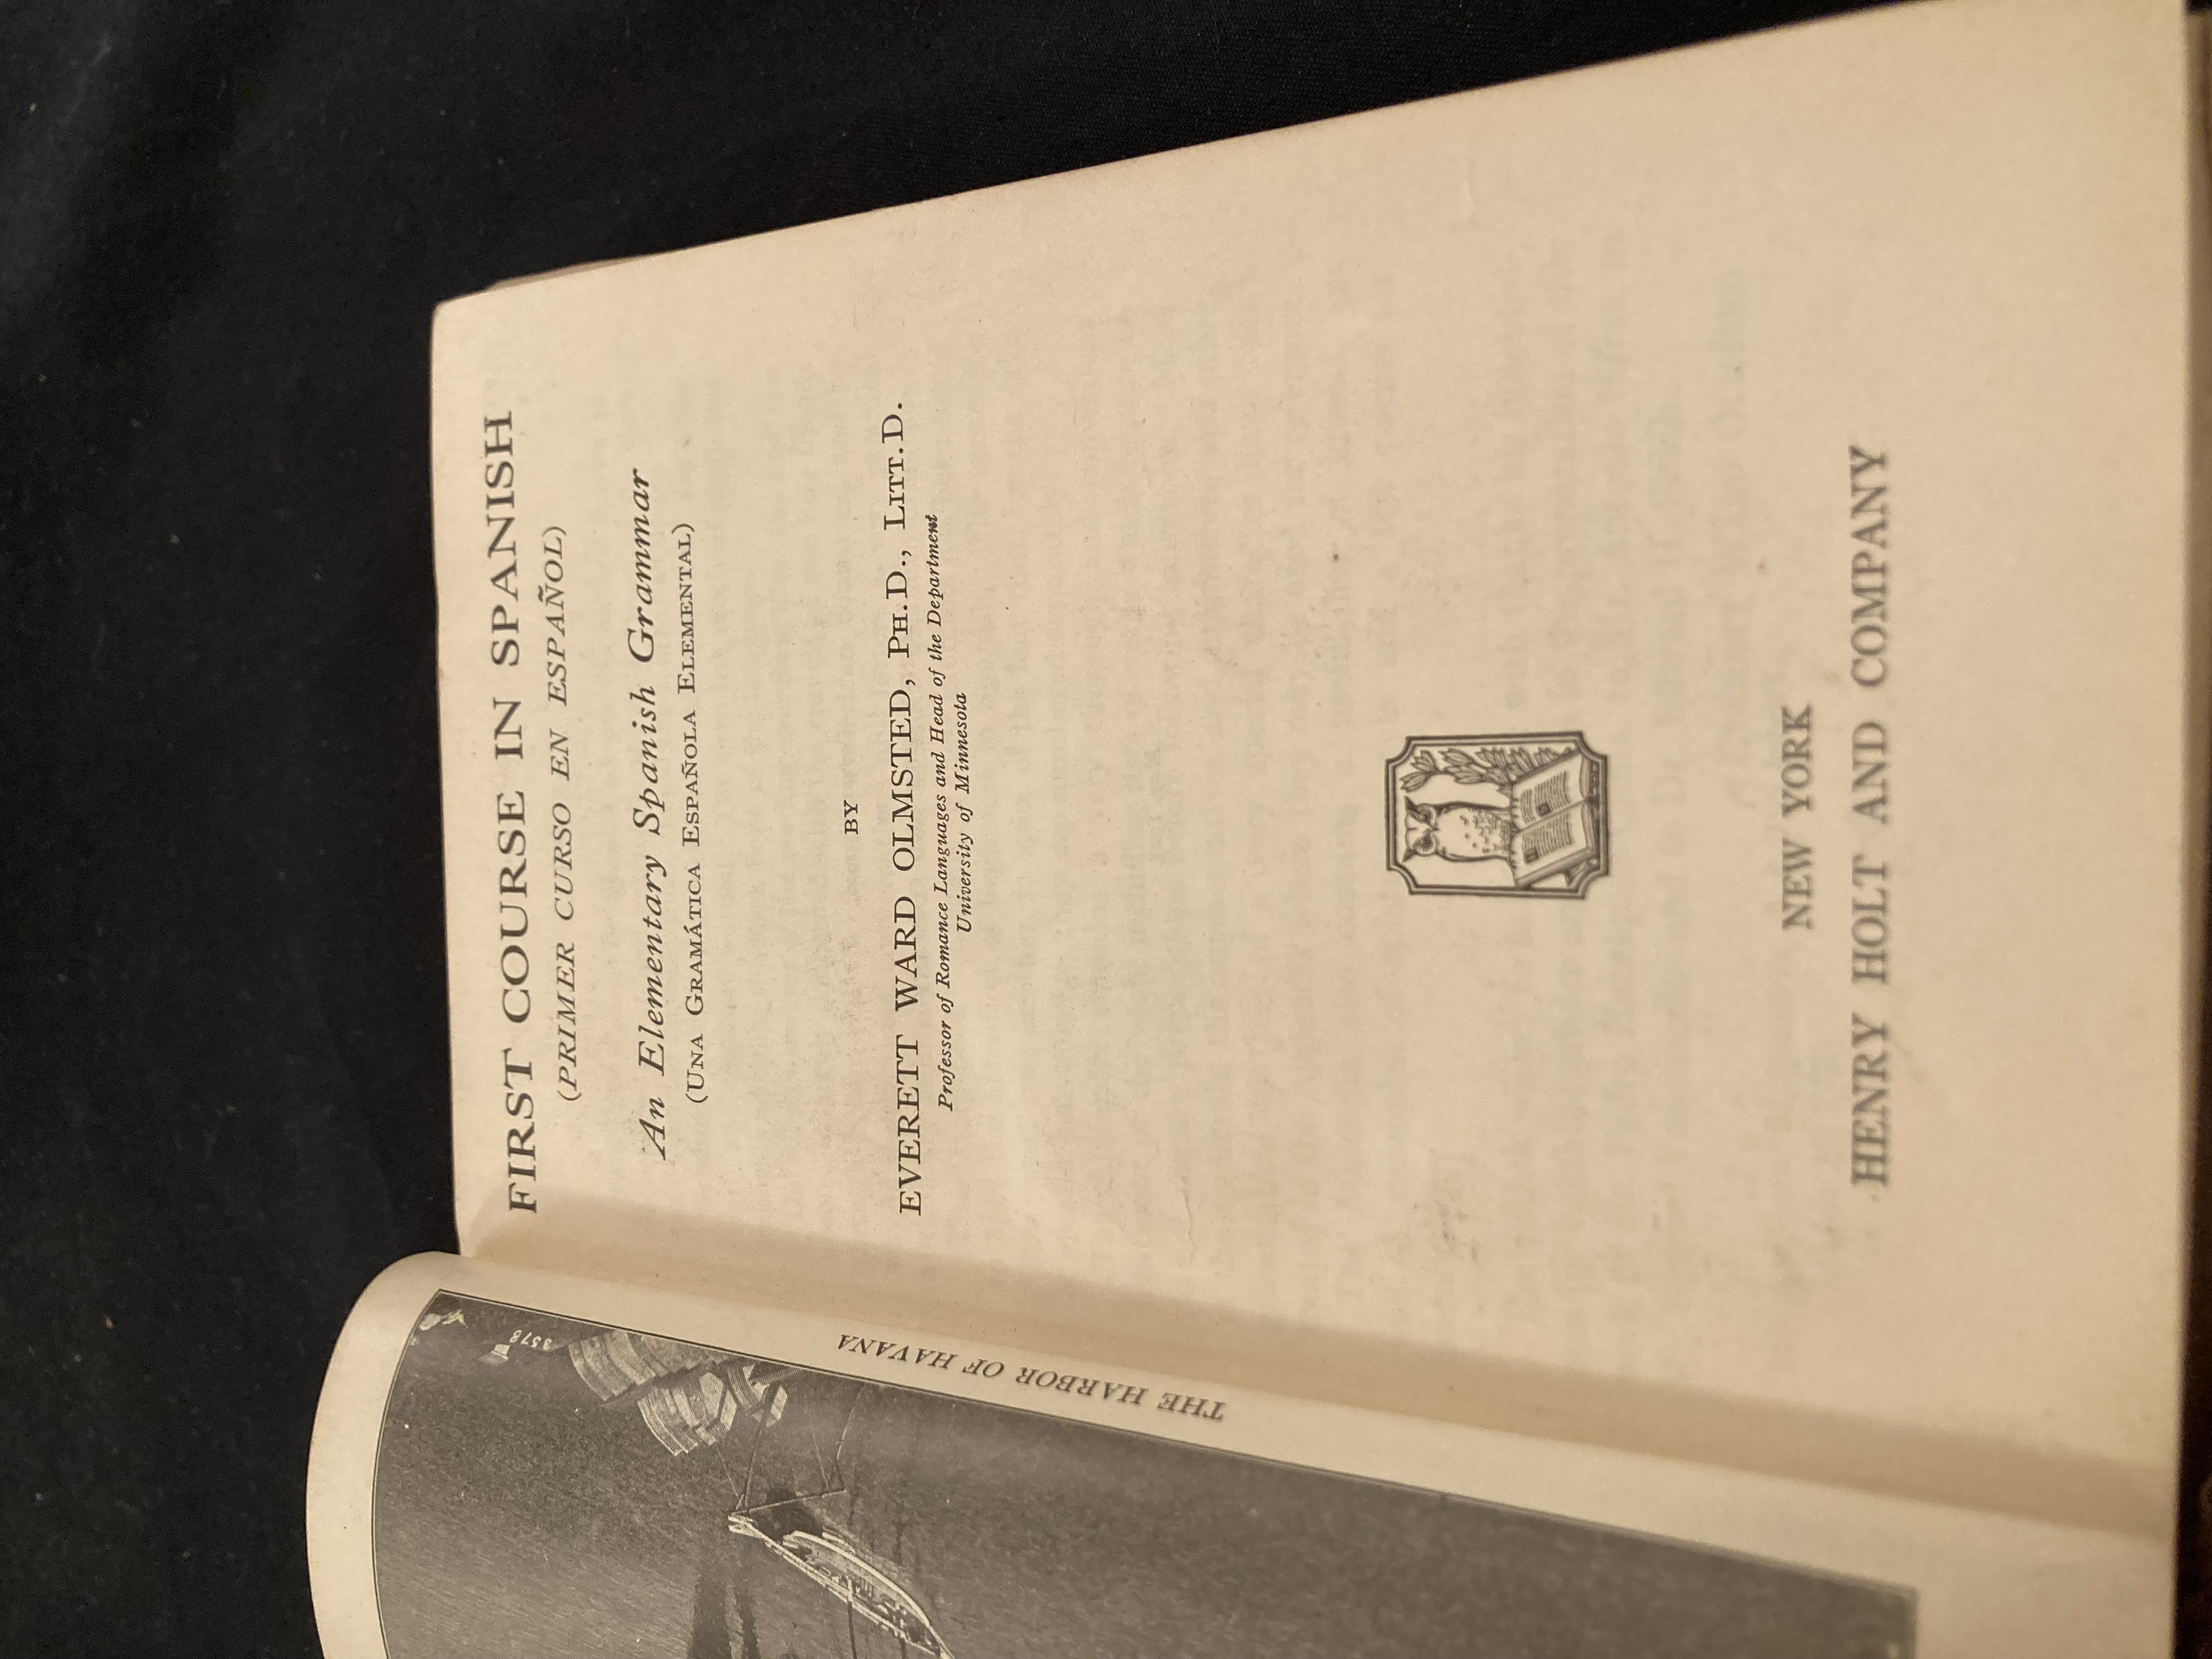 FIRST COURSE IN SPANISH
(PRIMER CURSO EN ESPAÑOL)
An Elementary Spanish Grammar
(UNA GRAMÁTICA ESPAÑOLA ELEMENTAL)
BY
EVERETT WARD OLMSTED, PH.D., LITT.D.
Professor of Romance Languages and Head of the Department
University of Minnesota
NEW YORK
HENRY HOLT AND COMPANY
THE HARBOR OF HAVANA
3578